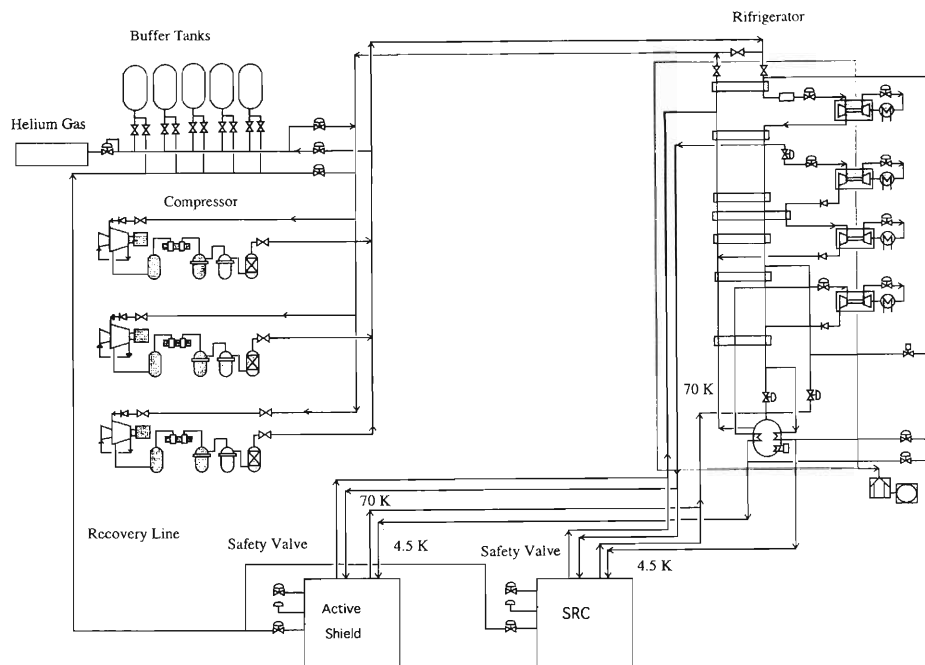 Rifrigerator
Buffer Tanks
Helium Gas
Compressor
70 K
70 K
Recovery Line
Safety Valve
4.5 K
Safety Valve
4.5 K
Active
Shield
SRC